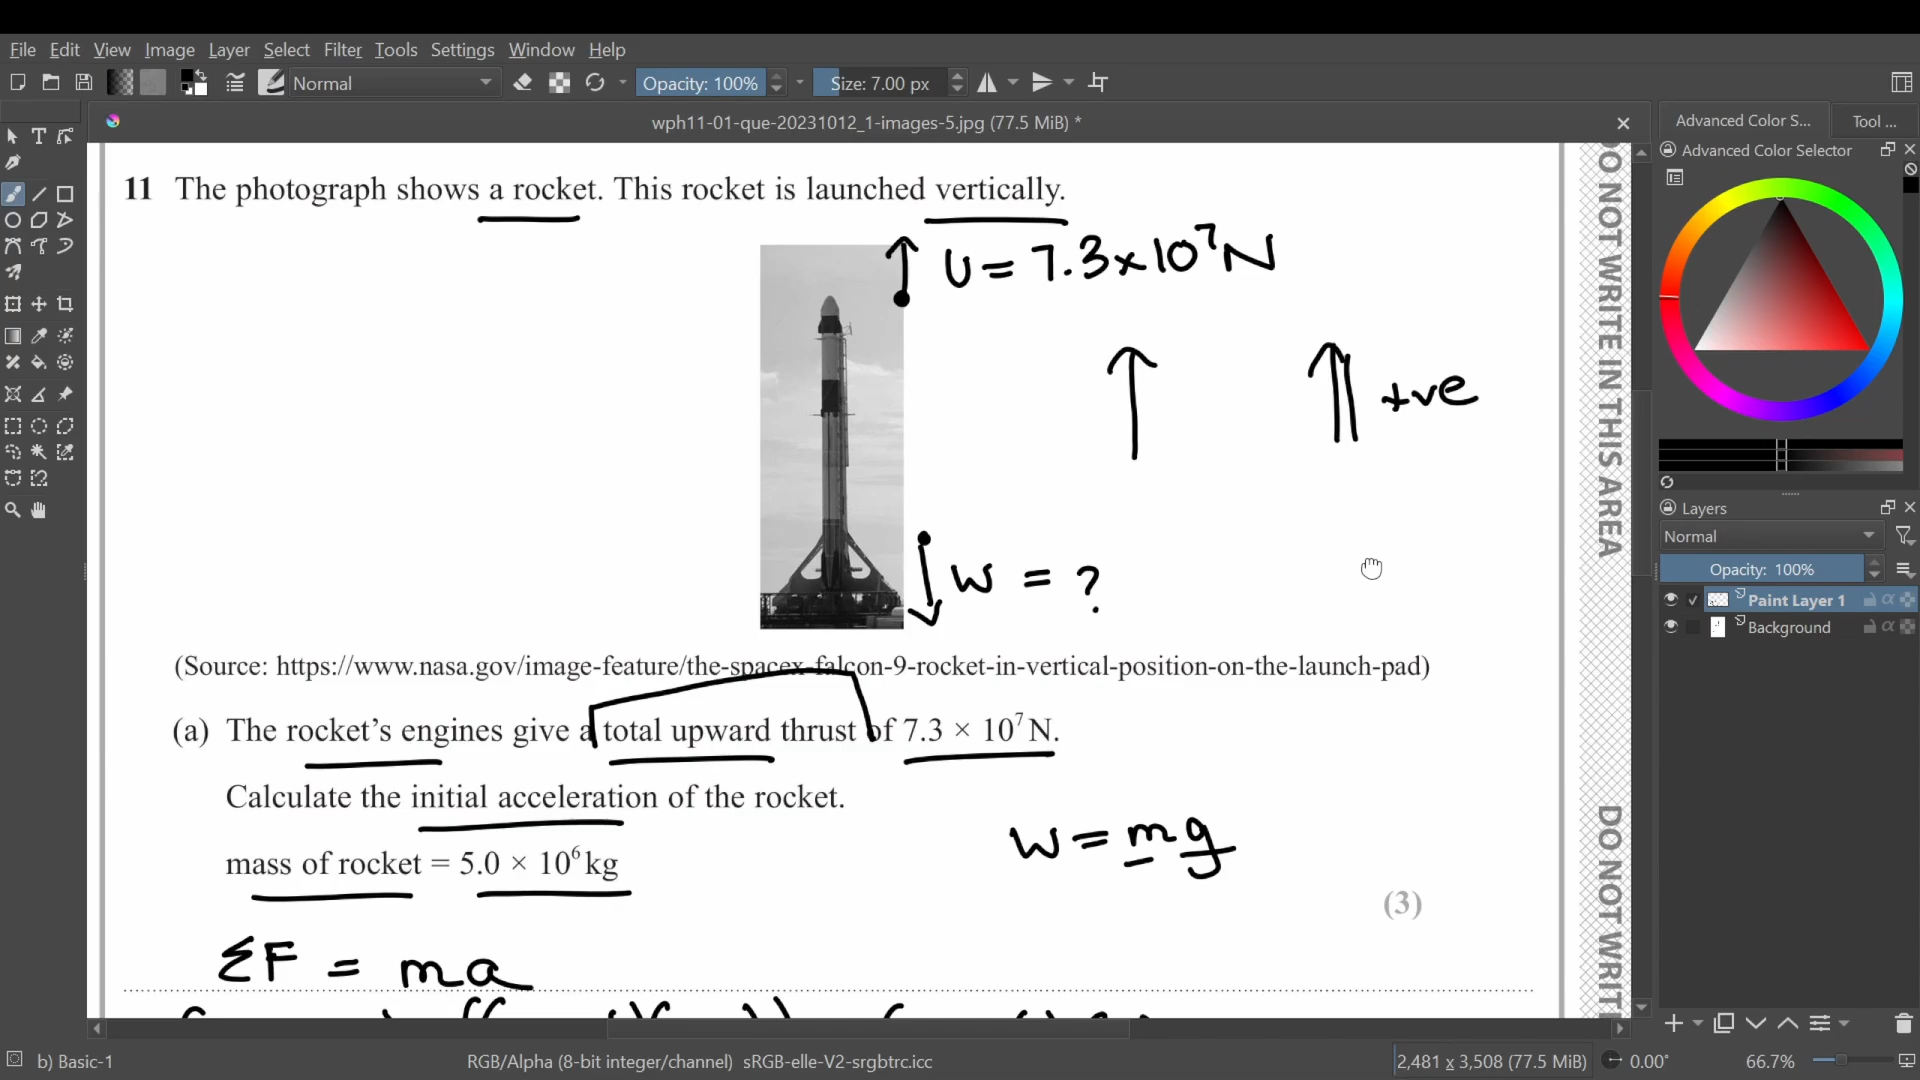 File Edit View Image Layer Select Filter Tools Settings Window Help
Normal Opacity: 100% Size: 7.00 px
wph11-01-que-20231012_1-images-5.jpg (77.5 MiB) *
Advanced Color S... Tool ...
Advanced Color Selector
11 The photograph shows a rocket. This rocket is launched vertically.
U = 7.3×10⁷N
+ve
W = ?
(Source: https://www.nasa.gov/image-feature/the-spacex-falcon-9-rocket-in-vertical-position-on-the-launch-pad)
(a) The rocket's engines give a total upward thrust of 7.3 × 10⁷ N.
Calculate the initial acceleration of the rocket.
mass of rocket = 5.0 × 10⁶ kg
W = mg
(3)
ΣF = ma
DO NOT WRITE IN THIS AREA
DO NOT WRIT
Layers
Normal
Opacity: 100%
Paint Layer 1
Background
b) Basic-1
RGB/Alpha (8-bit integer/channel) sRGB-elle-V2-srgbtrc.icc
2,481 x 3,508 (77.5 MiB)
0.00°
66.7%